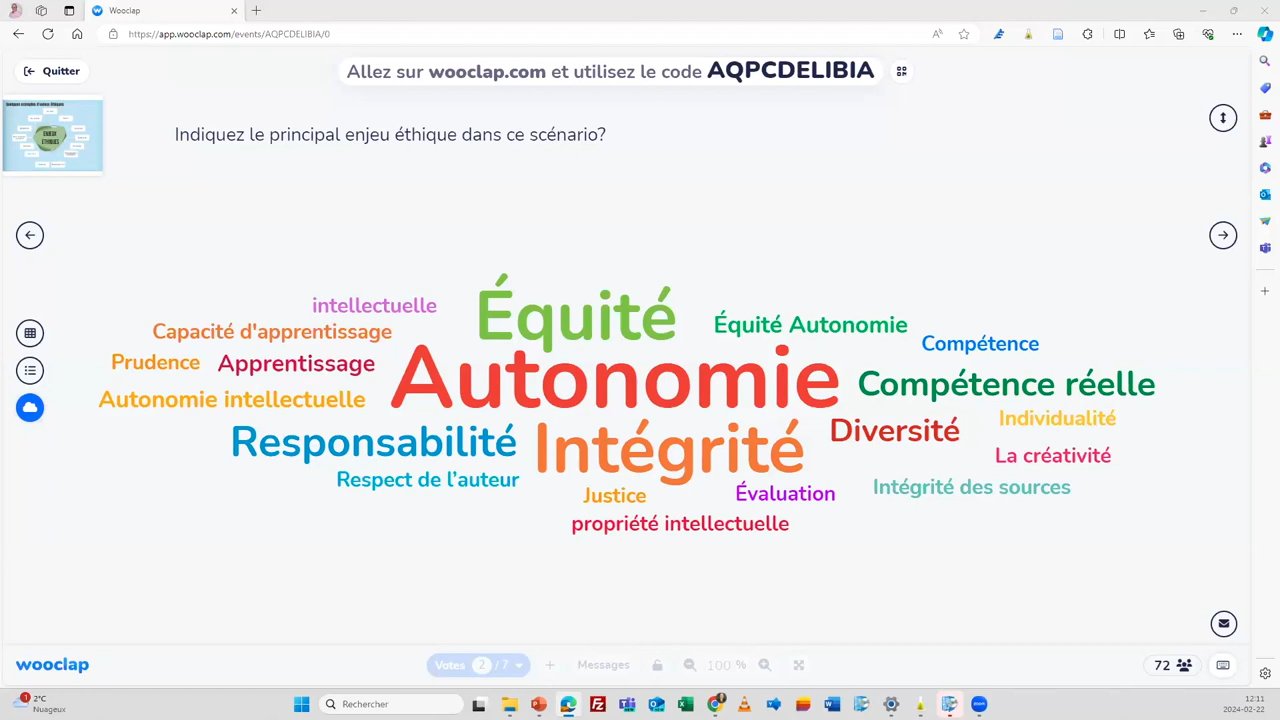 Wooclap
https://app.wooclap.com/events/AQPCDELIBIA/0
Quitter
Allez sur wooclap.com et utilisez le code AQPCDELIBIA
ENJEUX
ÉTHIQUES
Indiquez le principal enjeu éthique dans ce scénario?
intellectuelle
Équité
Équité Autonomie
Capacité d'apprentissage
Compétence
Prudence
Apprentissage
Autonomie
Compétence réelle
Autonomie intellectuelle
Individualité
Responsabilité
Intégrité
Diversité
La créativité
Respect de l’auteur
Justice
Évaluation
Intégrité des sources
propriété intellectuelle
wooclap
Votes 2 / 7
Messages
100 %
72
1
2°C
Nuageux
Rechercher
12:11
2024-02-22